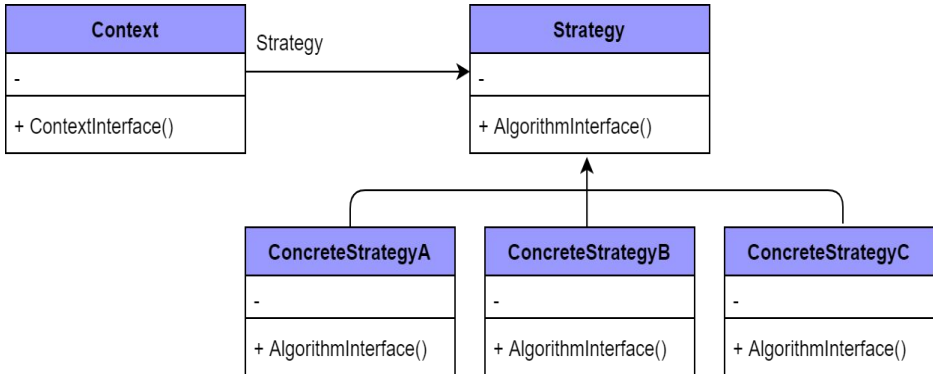 Context
-
+ ContextInterface()
Strategy
Strategy
-
+ AlgorithmInterface()
ConcreteStrategyA
-
+ AlgorithmInterface()
ConcreteStrategyB
-
+ AlgorithmInterface()
ConcreteStrategyC
-
+ AlgorithmInterface()